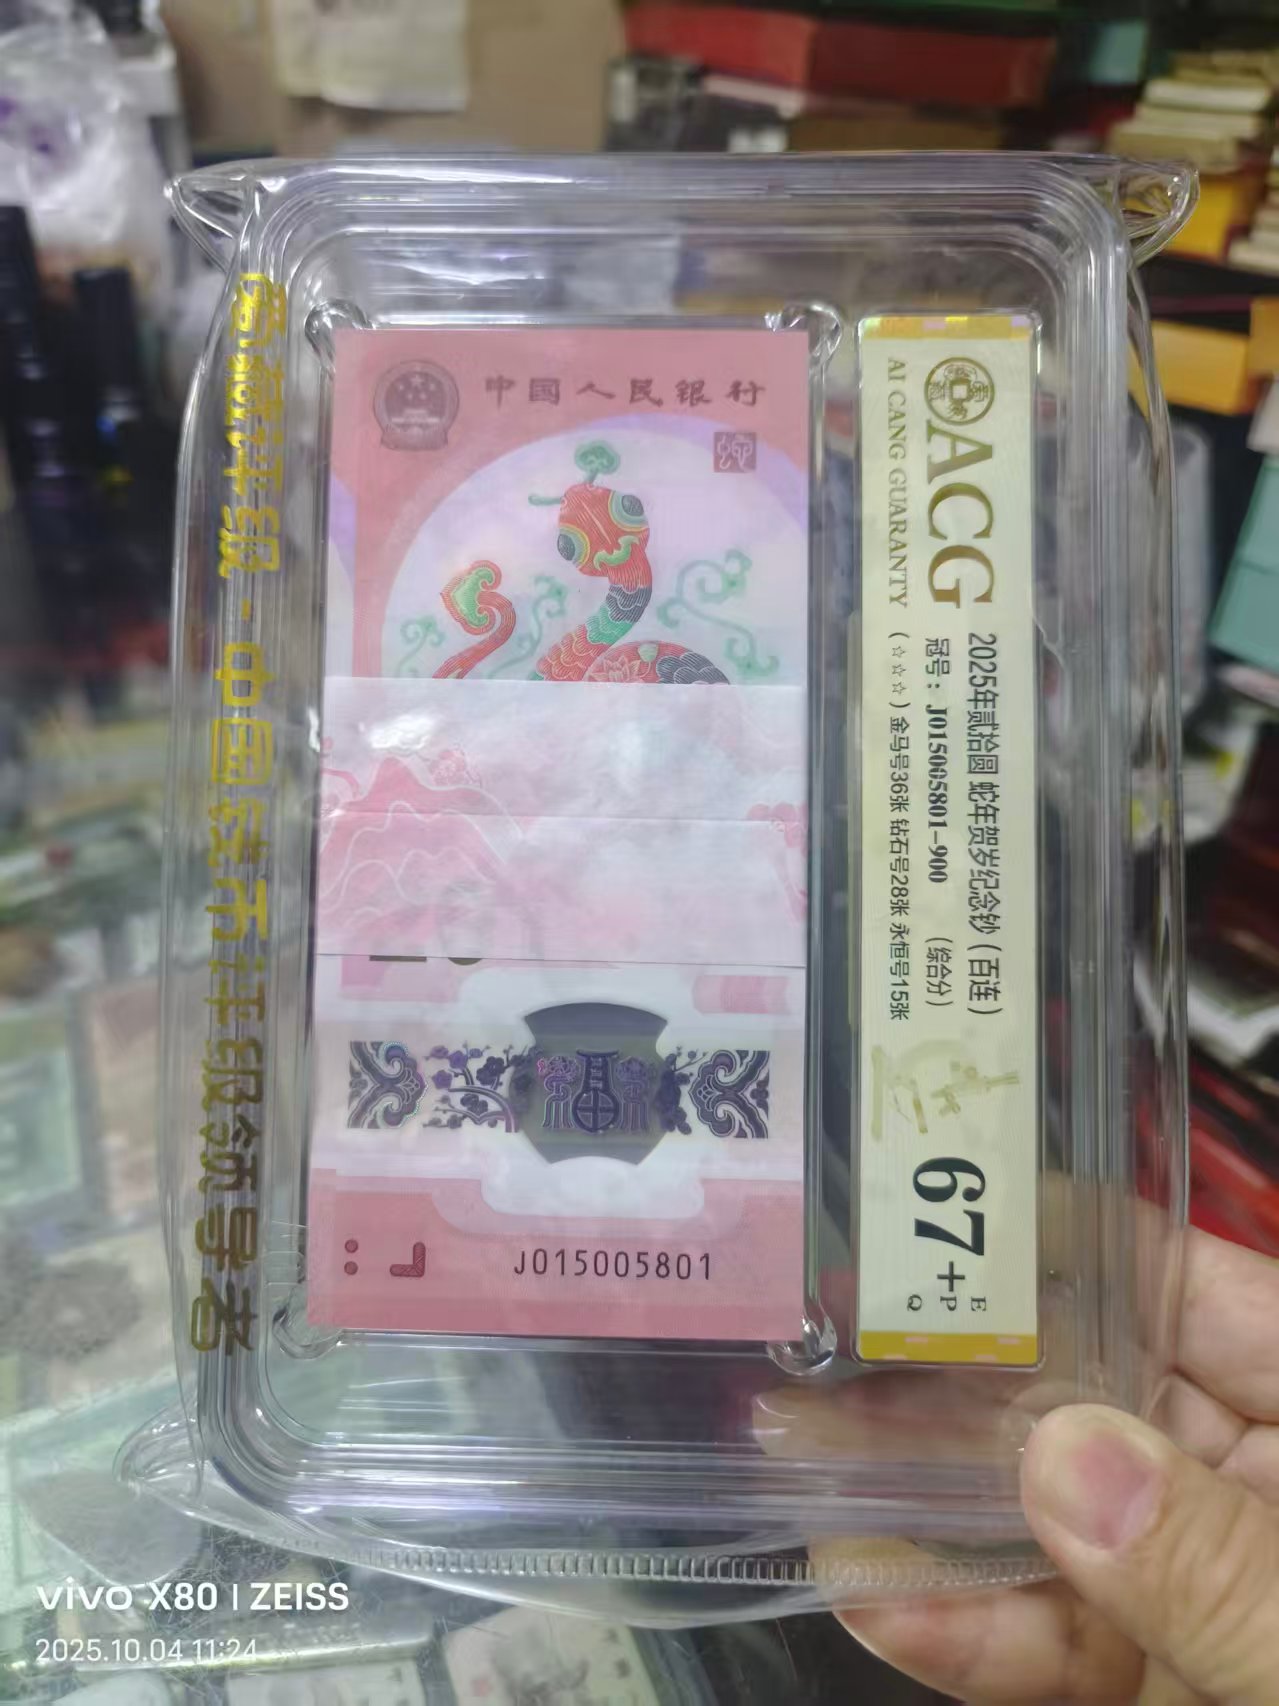 爱藏评级 - 中国钱币评级领导者
中国人民银行
J015005801
ACG
AI CANG GUARANTY
2025年贰拾圆 蛇年贺岁纪念钞 (百连)
冠号: J015005801-900 (综合分)
(☆☆☆) 金马号36张 钻石号28张 永恒号15张
67+
E
P
Q
vivo X80 | ZEISS
2025.10.04 11:24